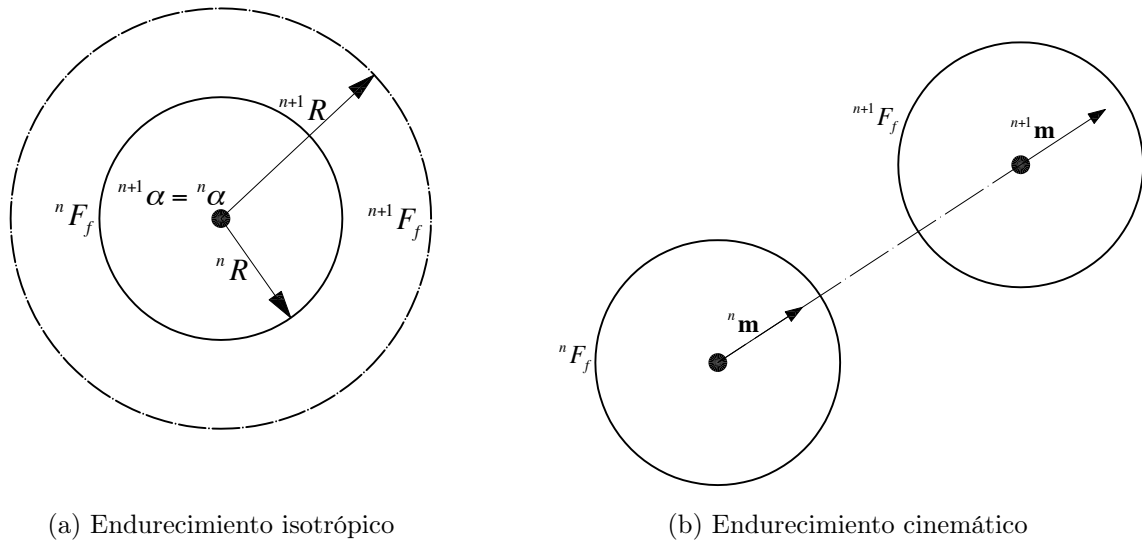 n+1R
n+1α = nα
nFf
n+1Ff
nR
n+1Ff
n+1m
nm
nFf
(a) Endurecimiento isotrópico
(b) Endurecimiento cinemático